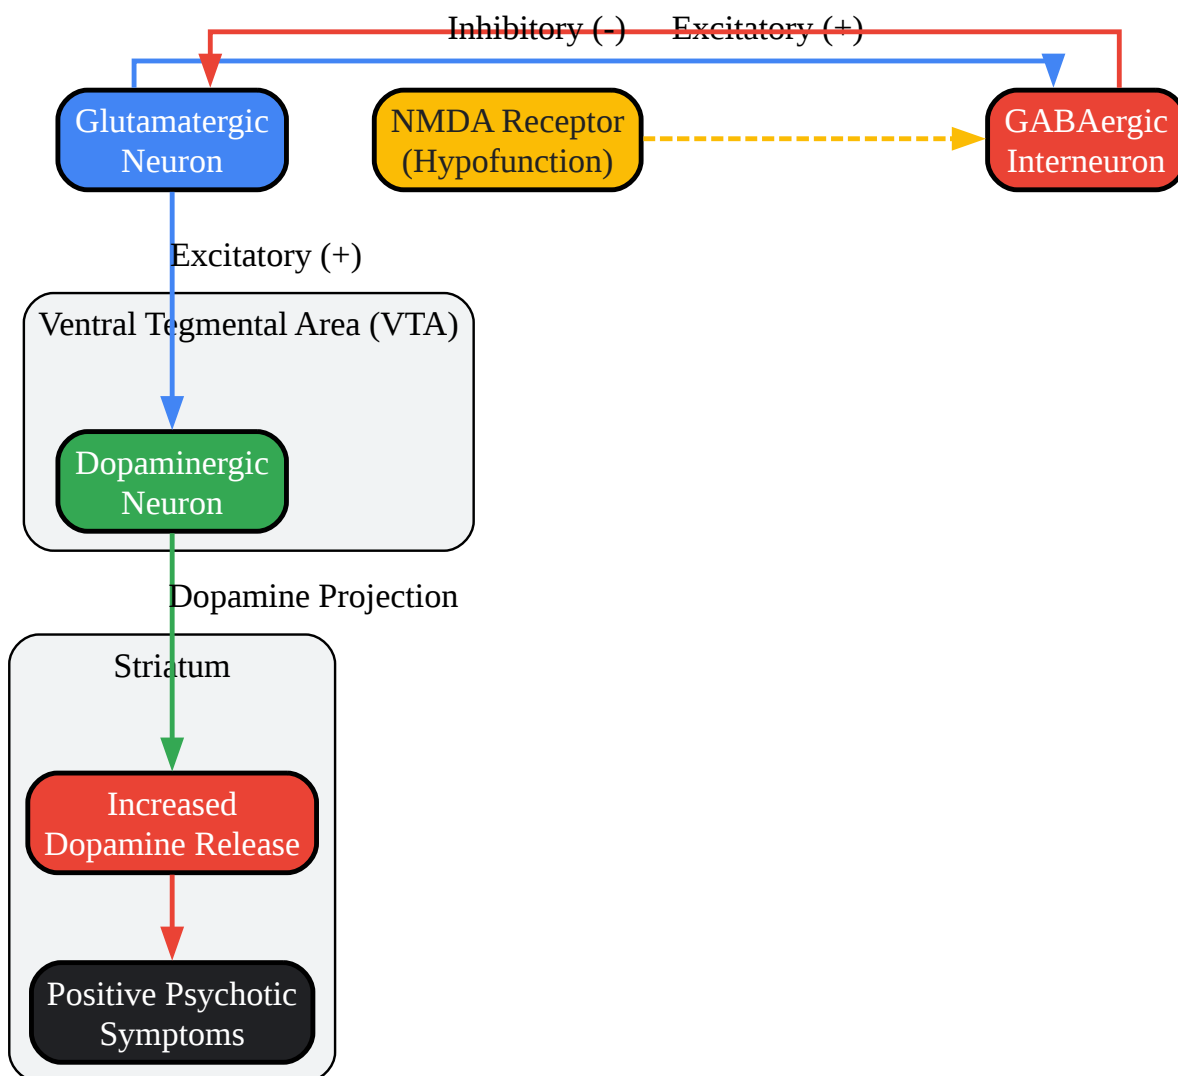 Inhibitory (-) Excitatory (+)
Glutamatergic
Neuron
NMDA Receptor
(Hypofunction)
GABAergic
Interneuron
Excitatory (+)
Ventral Tegmental Area (VTA)
Dopaminergic
Neuron
Dopamine Projection
Striatum
Increased
Dopamine Release
Positive Psychotic
Symptoms